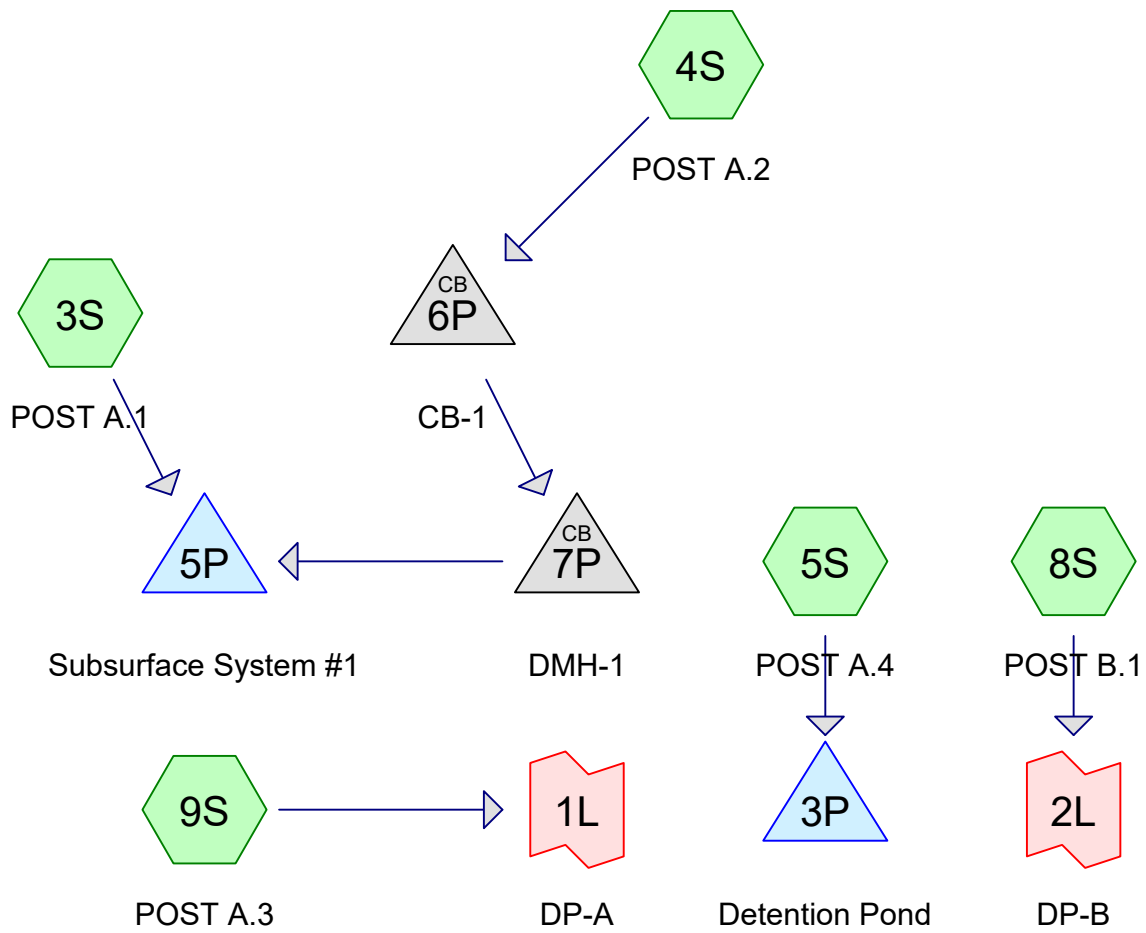 4S
POST A.2
3S
POST A.1
CB
6P
CB-1
5P
Subsurface System #1
CB
7P
DMH-1
5S
POST A.4
8S
POST B.1
9S
POST A.3
1L
DP-A
3P
Detention Pond
2L
DP-B